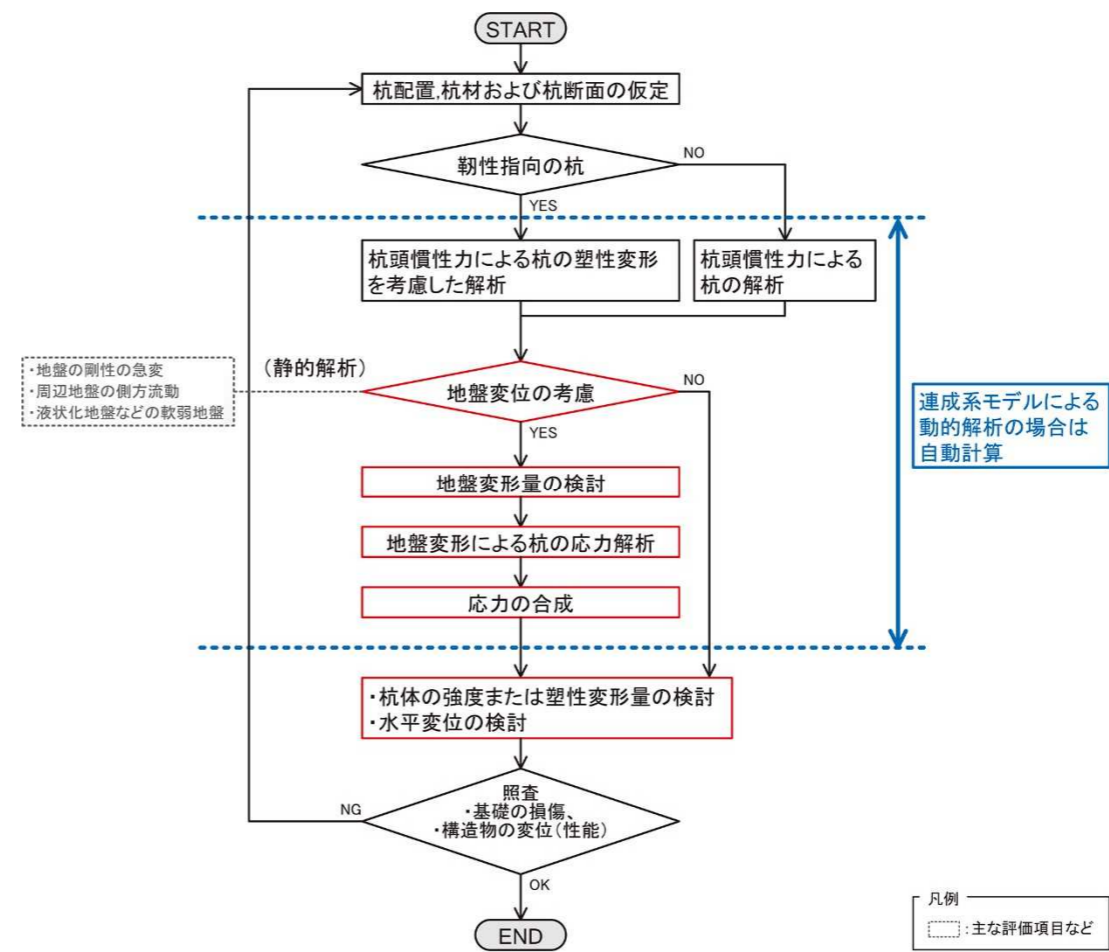 START
杭配置,杭材および杭断面の仮定
靭性指向の杭
NO
YES
杭頭慣性力による杭の塑性変形
を考慮した解析
杭頭慣性力による
杭の解析
・地盤の剛性の急変
・周辺地盤の側方流動
・液状化地盤などの軟弱地盤
(静的解析)
地盤変位の考慮
NO
YES
連成系モデルによる
動的解析の場合は
自動計算
地盤変形量の検討
地盤変形による杭の応力解析
応力の合成
・杭体の強度または塑性変形量の検討
・水平変位の検討
照査
・基礎の損傷、
・構造物の変位(性能)
NG
OK
END
凡例
:主な評価項目など